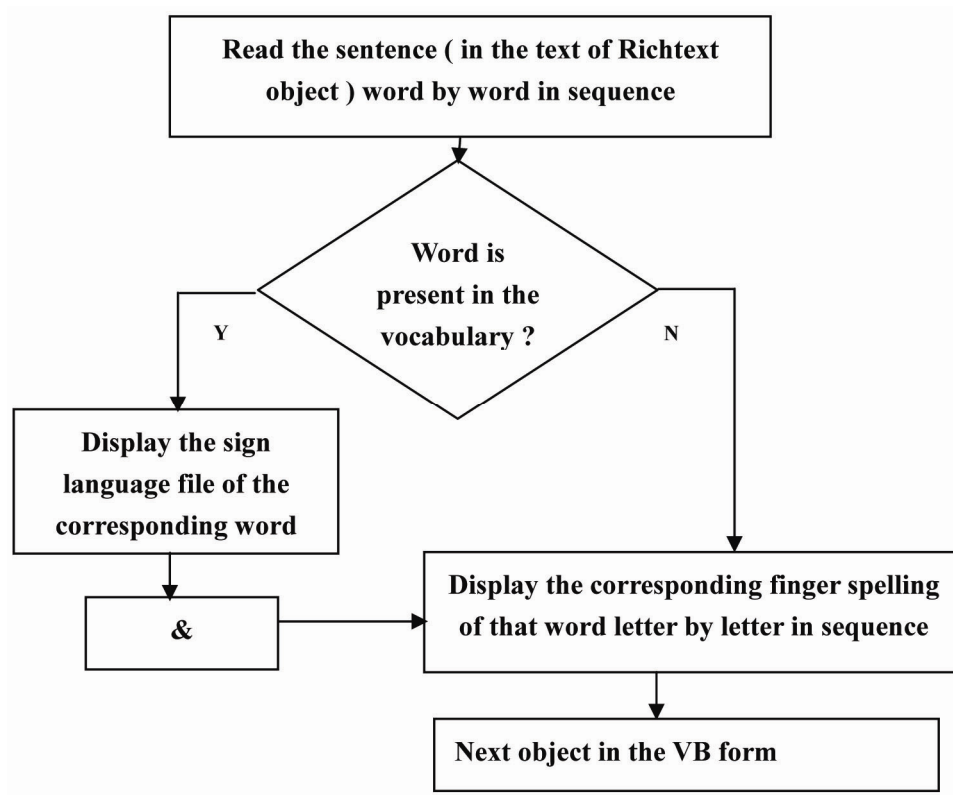 Read the sentence ( in the text of Richtext
object ) word by word in sequence
Word is
present in the
vocabulary ?
Y
N
Display the sign
language file of the
corresponding word
&
Display the corresponding finger spelling
of that word letter by letter in sequence
Next object in the VB form